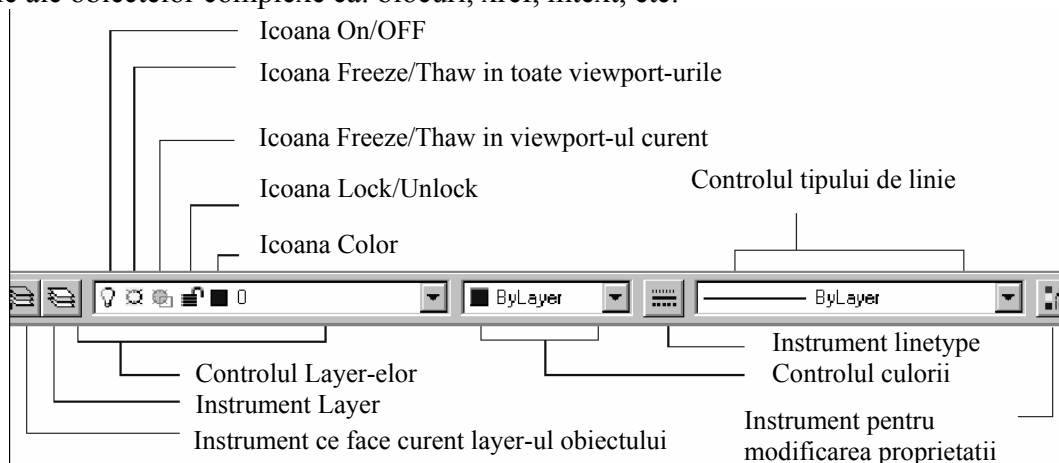 ale obiectelor complexe ca: blocuri, xref, mtext, etc.
Icoana On/OFF
Icoana Freeze/Thaw in toate viewport-urile
Icoana Freeze/Thaw in viewport-ul curent
Icoana Lock/Unlock
Controlul tipului de linie
Icoana Color
0
ByLayer
ByLayer
Instrument linetype
Controlul Layer-elor
Controlul culorii
Instrument Layer
Instrument pentru
Instrument ce face curent layer-ul obiectului
modificarea proprietatii